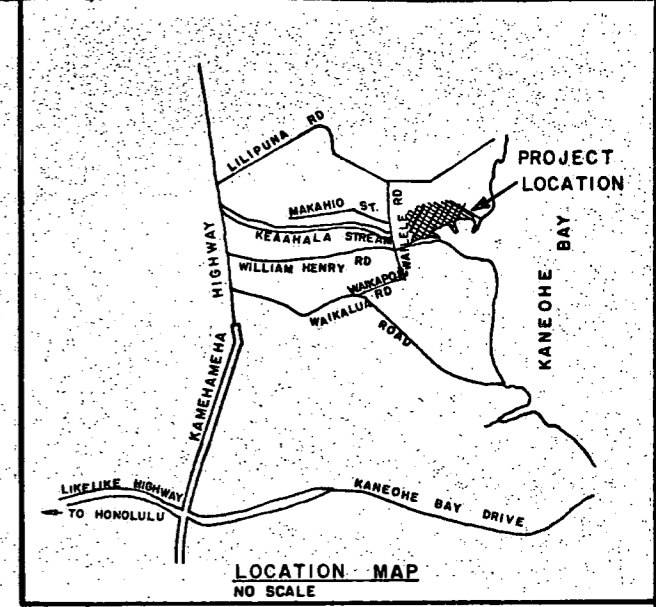 LILIPUNA RD
PROJECT
LOCATION
MAKAHIO ST.
KEAAHALA STREAM
WAILELE RD
WILLIAM HENRY RD
WAIKAPOKI
RD
WAIKALUA
ROAD
KANEOHE BAY
KAMEHAMEHA HIGHWAY
LIKELIKE HIGHWAY
TO HONOLULU
KANEOHE BAY DRIVE
LOCATION MAP
NO SCALE